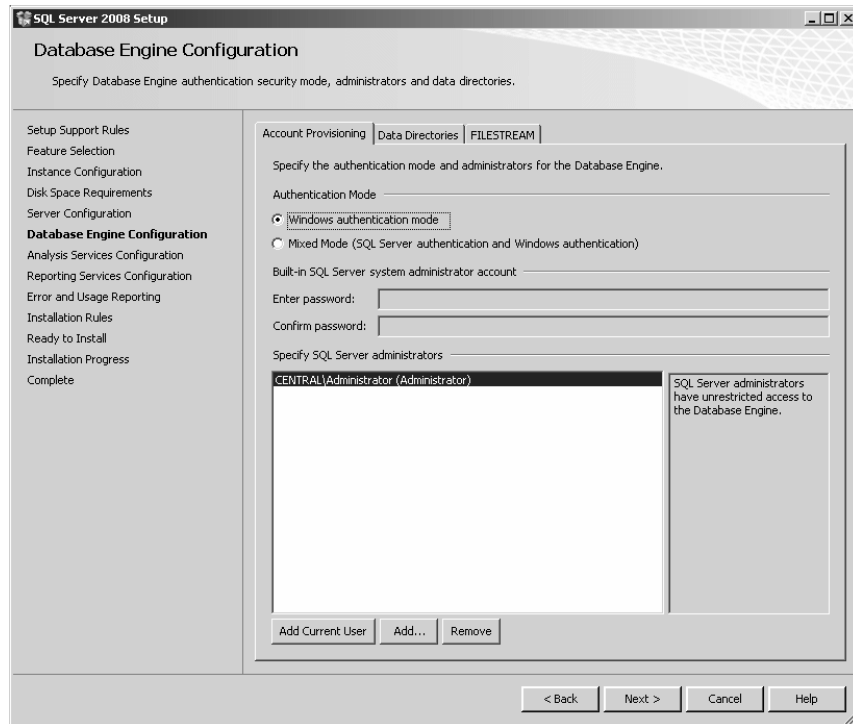 SQL Server 2008 Setup
Database Engine Configuration
Specify Database Engine authentication security mode, administrators and data directories.
Setup Support Rules
Feature Selection
Instance Configuration
Disk Space Requirements
Server Configuration
Database Engine Configuration
Analysis Services Configuration
Reporting Services Configuration
Error and Usage Reporting
Installation Rules
Ready to Install
Installation Progress
Complete
Account Provisioning
Data Directories
FILESTREAM
Specify the authentication mode and administrators for the Database Engine.
Authentication Mode
Windows authentication mode
Mixed Mode (SQL Server authentication and Windows authentication)
Built-in SQL Server system administrator account
Enter password:
Confirm password:
Specify SQL Server administrators
CENTRAL\Administrator (Administrator)
SQL Server administrators
have unrestricted access to
the Database Engine.
Add Current User
Add...
Remove
< Back
Next >
Cancel
Help